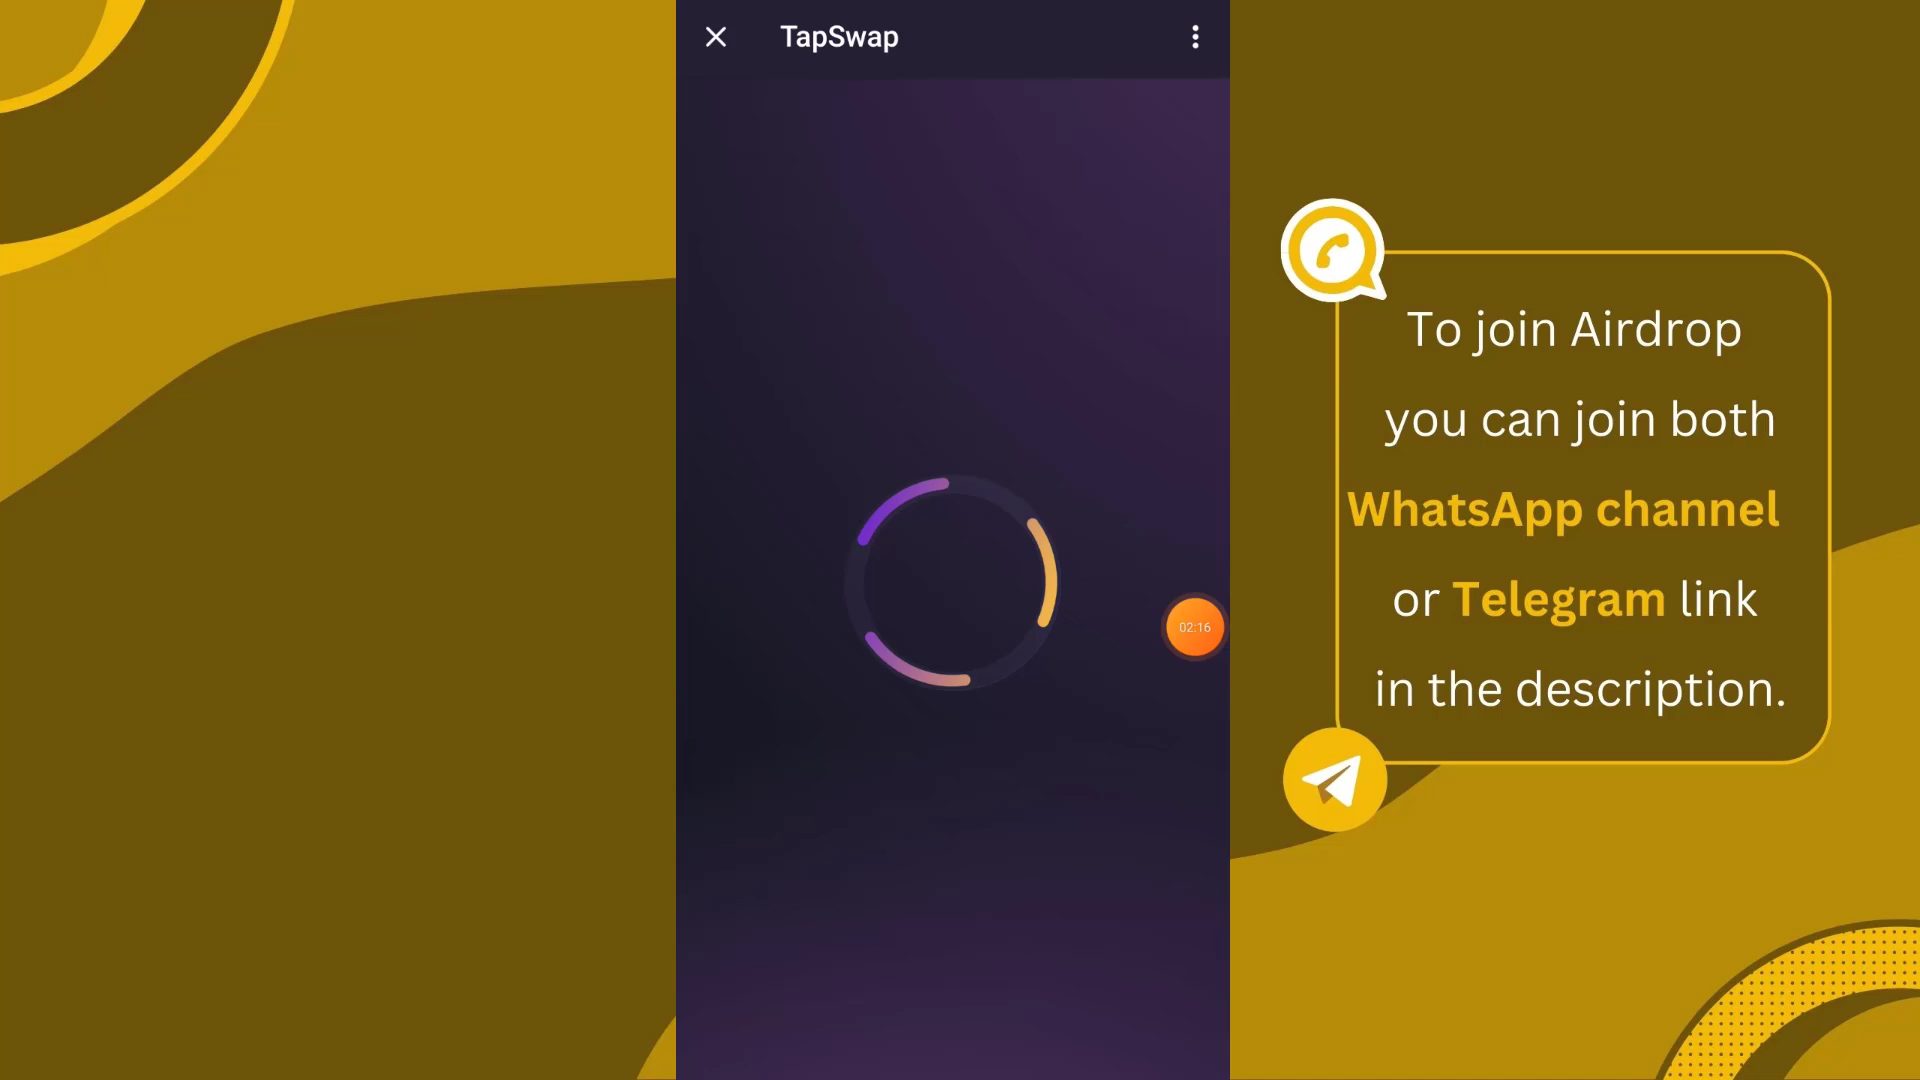 TapSwap
02:16
To join Airdrop
you can join both
WhatsApp channel
or Telegram link
in the description.